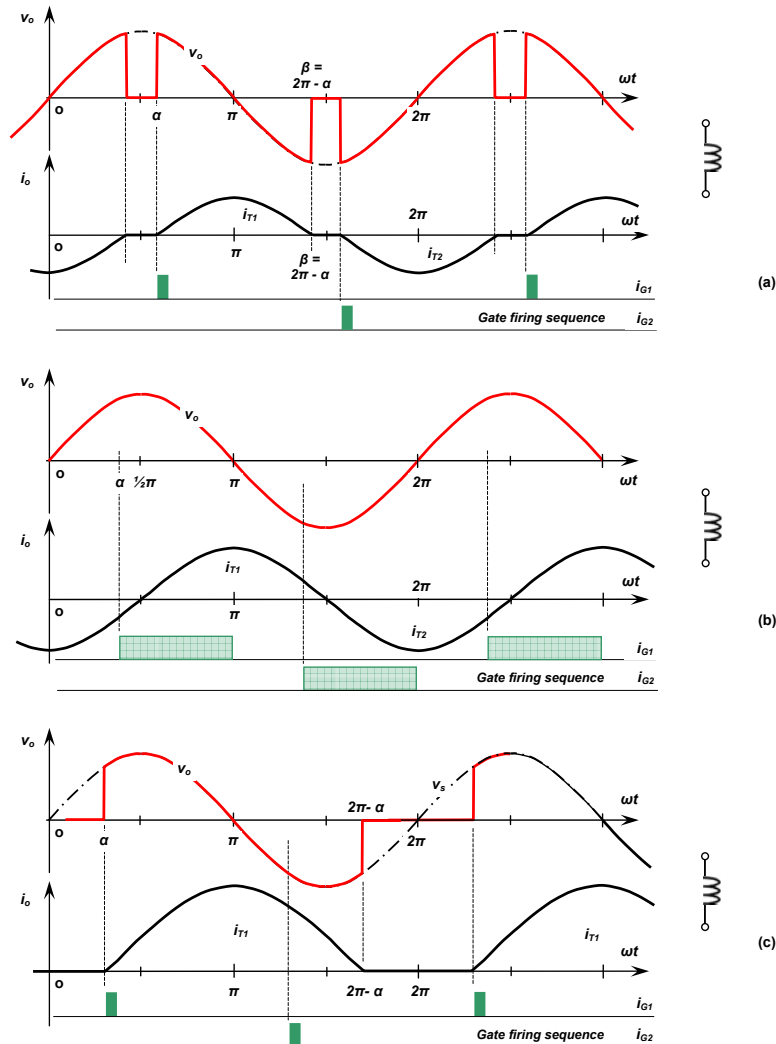 vo
vo
β =
2π - α
ωt
o
α
π
2π
io
iT1
2π
ωt
o
π
β =
2π - α
iT2
iG1
(a)
Gate firing sequence
iG2
vo
vo
o
α
½π
π
2π
ωt
io
iT1
2π
ωt
o
π
iT2
(b)
iG1
Gate firing sequence
iG2
vo
vo
vs
2π- α
o
α
π
2π
ωt
io
iT1
iT1
ωt
o
π
2π- α
2π
(c)
iG1
Gate firing sequence
iG2